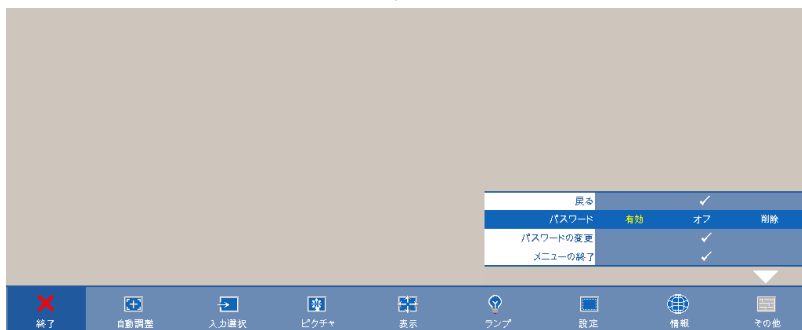 戻る
パスワード 有効 オフ 削除
パスワードの変更
メニューの終了
終了 自動調整 入力選択 ピクチャ 表示 ランプ 設定 情報 その他